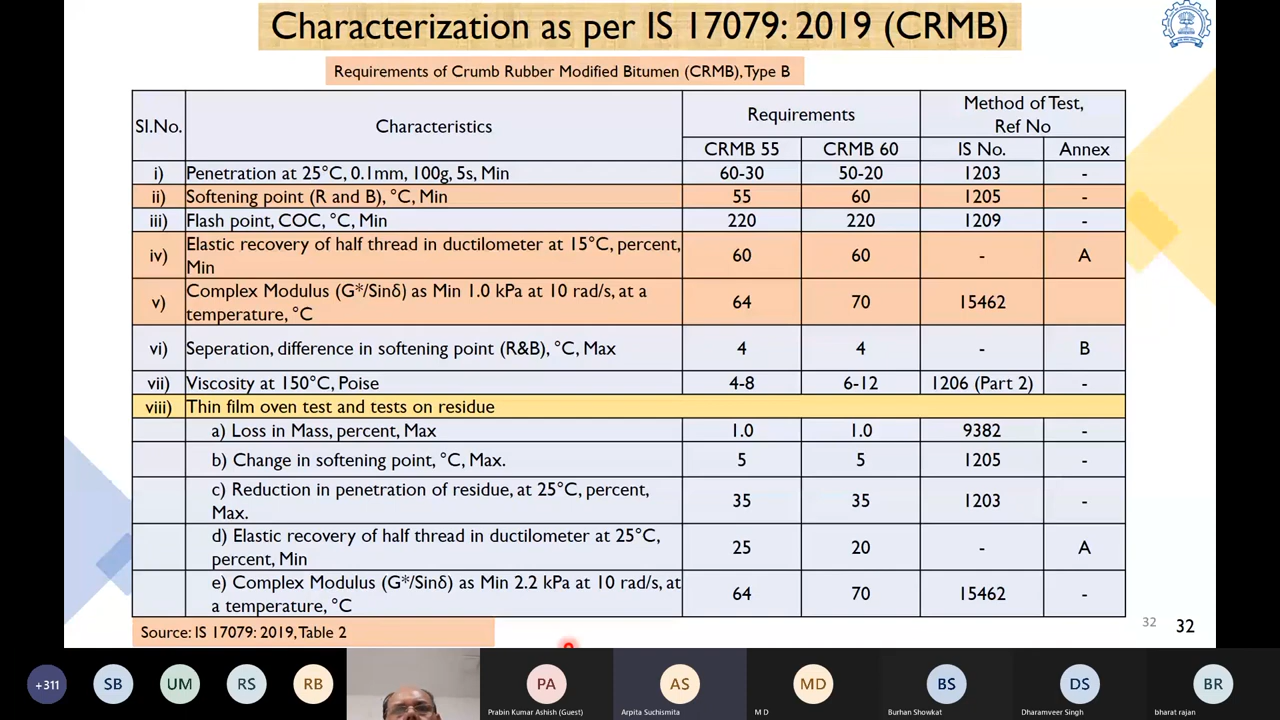 Characterization as per IS 17079: 2019 (CRMB)
Requirements of Crumb Rubber Modified Bitumen (CRMB), Type B
Sl.No. Characteristics Requirements Method of Test, Ref No
CRMB 55 CRMB 60 IS No. Annex
i) Penetration at 25°C, 0.1mm, 100g, 5s, Min 60-30 50-20 1203 -
ii) Softening point (R and B), °C, Min 55 60 1205 -
iii) Flash point, COC, °C, Min 220 220 1209 -
iv) Elastic recovery of half thread in ductilometer at 15°C, percent,
Min 60 60 - A
v) Complex Modulus (G*/Sinδ) as Min 1.0 kPa at 10 rad/s, at a
temperature, °C 64 70 15462
vi) Seperation, difference in softening point (R&B), °C, Max 4 4 - B
vii) Viscosity at 150°C, Poise 4-8 6-12 1206 (Part 2) -
viii) Thin film oven test and tests on residue
a) Loss in Mass, percent, Max 1.0 1.0 9382 -
b) Change in softening point, °C, Max. 5 5 1205 -
c) Reduction in penetration of residue, at 25°C, percent,
Max. 35 35 1203 -
d) Elastic recovery of half thread in ductilometer at 25°C,
percent, Min 25 20 - A
e) Complex Modulus (G*/Sinδ) as Min 2.2 kPa at 10 rad/s, at
a temperature, °C 64 70 15462 -
Source: IS 17079: 2019, Table 2
32 32
+311 SB UM RS RB PA AS MD BS DS BR
Prabin Kumar Ashish (Guest) Arpita Suchismita M D Burhan Showkat Dharamveer Singh bharat rajan